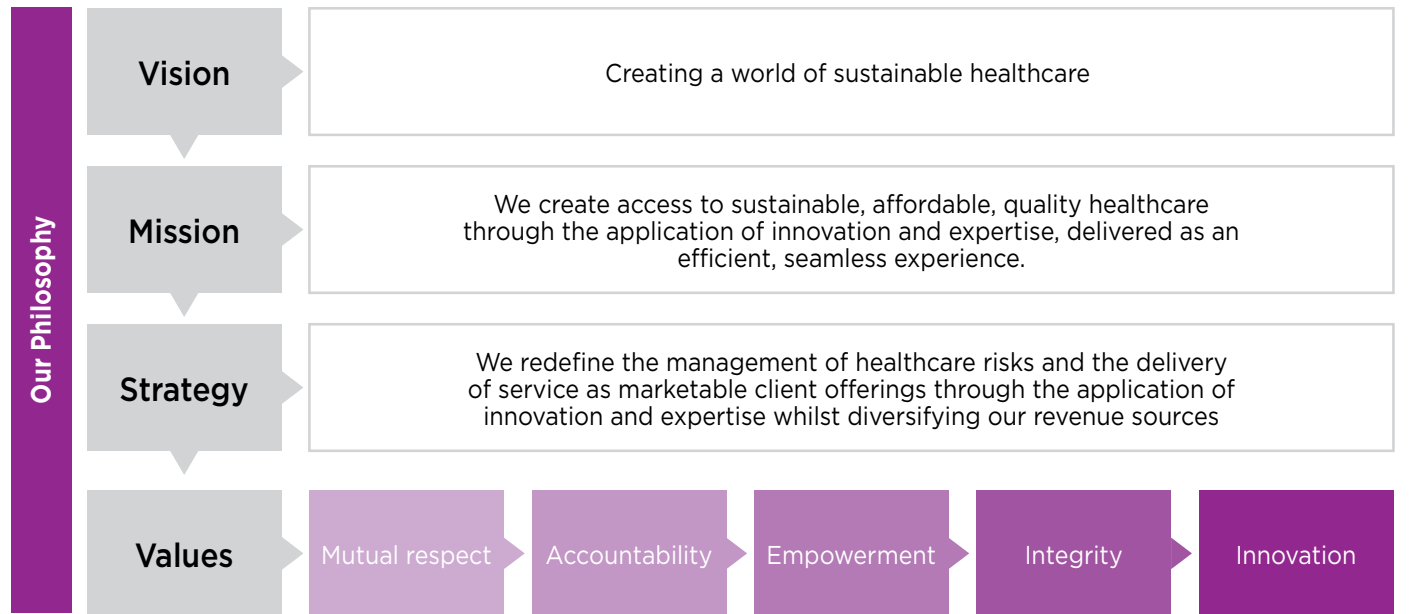 Our Philosophy
Vision
Creating a world of sustainable healthcare
Mission
We create access to sustainable, affordable, quality healthcare
through the application of innovation and expertise, delivered as an
efficient, seamless experience.
Strategy
We redefine the management of healthcare risks and the delivery
of service as marketable client offerings through the application of
innovation and expertise whilst diversifying our revenue sources
Values
Mutual respect
Accountability
Empowerment
Integrity
Innovation